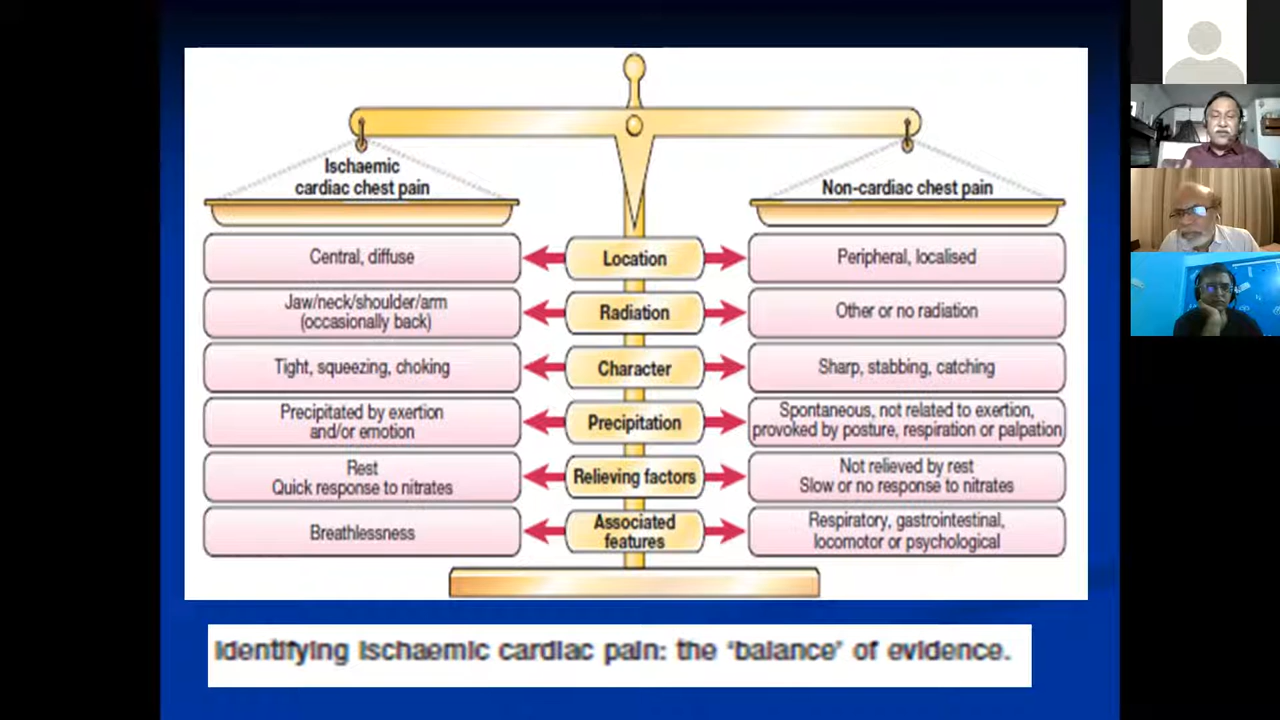 Ischaemic
cardiac chest pain
Non-cardiac chest pain
Central, diffuse
Location
Peripheral, localised
Jaw/neck/shoulder/arm
(occasionally back)
Radiation
Other or no radiation
Tight, squeezing, choking
Character
Sharp, stabbing, catching
Precipitated by exertion
and/or emotion
Precipitation
Spontaneous, not related to exertion,
provoked by posture, respiration or palpation
Rest
Quick response to nitrates
Relieving factors
Not relieved by rest
Slow or no response to nitrates
Breathlessness
Associated
features
Respiratory, gastrointestinal,
locomotor or psychological
Identifying ischaemic cardiac pain: the ‘balance’ of evidence.